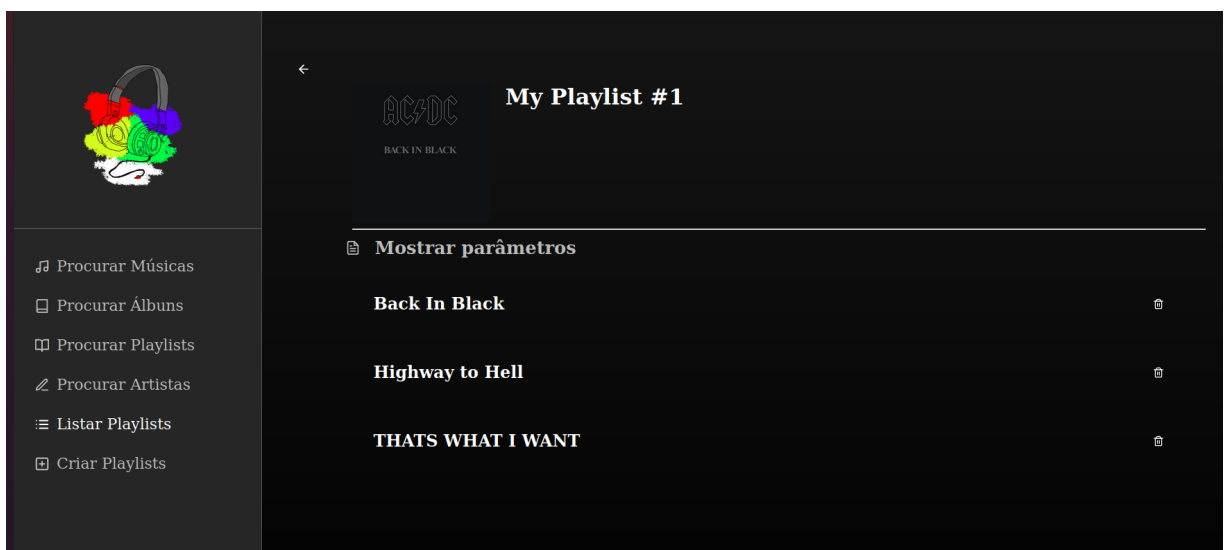 Procurar Músicas
Procurar Álbuns
Procurar Playlists
Procurar Artistas
Listar Playlists
Criar Playlists
AC/DC
BACK IN BLACK
My Playlist #1
Mostrar parâmetros
Back In Black
Highway to Hell
THATS WHAT I WANT